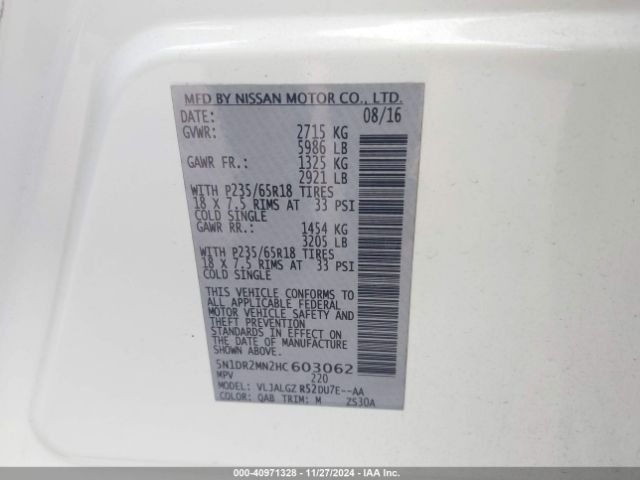 MFD BY NISSAN MOTOR CO., LTD.
DATE: 08/16
GVWR: 2715 KG
5986 LB
GAWR FR.: 1325 KG
2921 LB
WITH P235/65R18 TIRES
18 X 7.5 RIMS AT 33 PSI
COLD SINGLE
GAWR RR.: 1454 KG
3205 LB
WITH P235/65R18 TIRES
18 X 7.5 RIMS AT 33 PSI
COLD SINGLE
THIS VEHICLE CONFORMS TO
ALL APPLICABLE FEDERAL
MOTOR VEHICLE SAFETY AND
THEFT PREVENTION
STANDARDS IN EFFECT ON
THE DATE OF MANUFACTURE
SHOWN ABOVE.
5N1DR2MN2HC603062
MPV 220
MODEL: VLJALGZ R52DU7E--AA
COLOR: QAB TRIM: M ZS30A
000-40971328 | 11/27/2024 - IAA